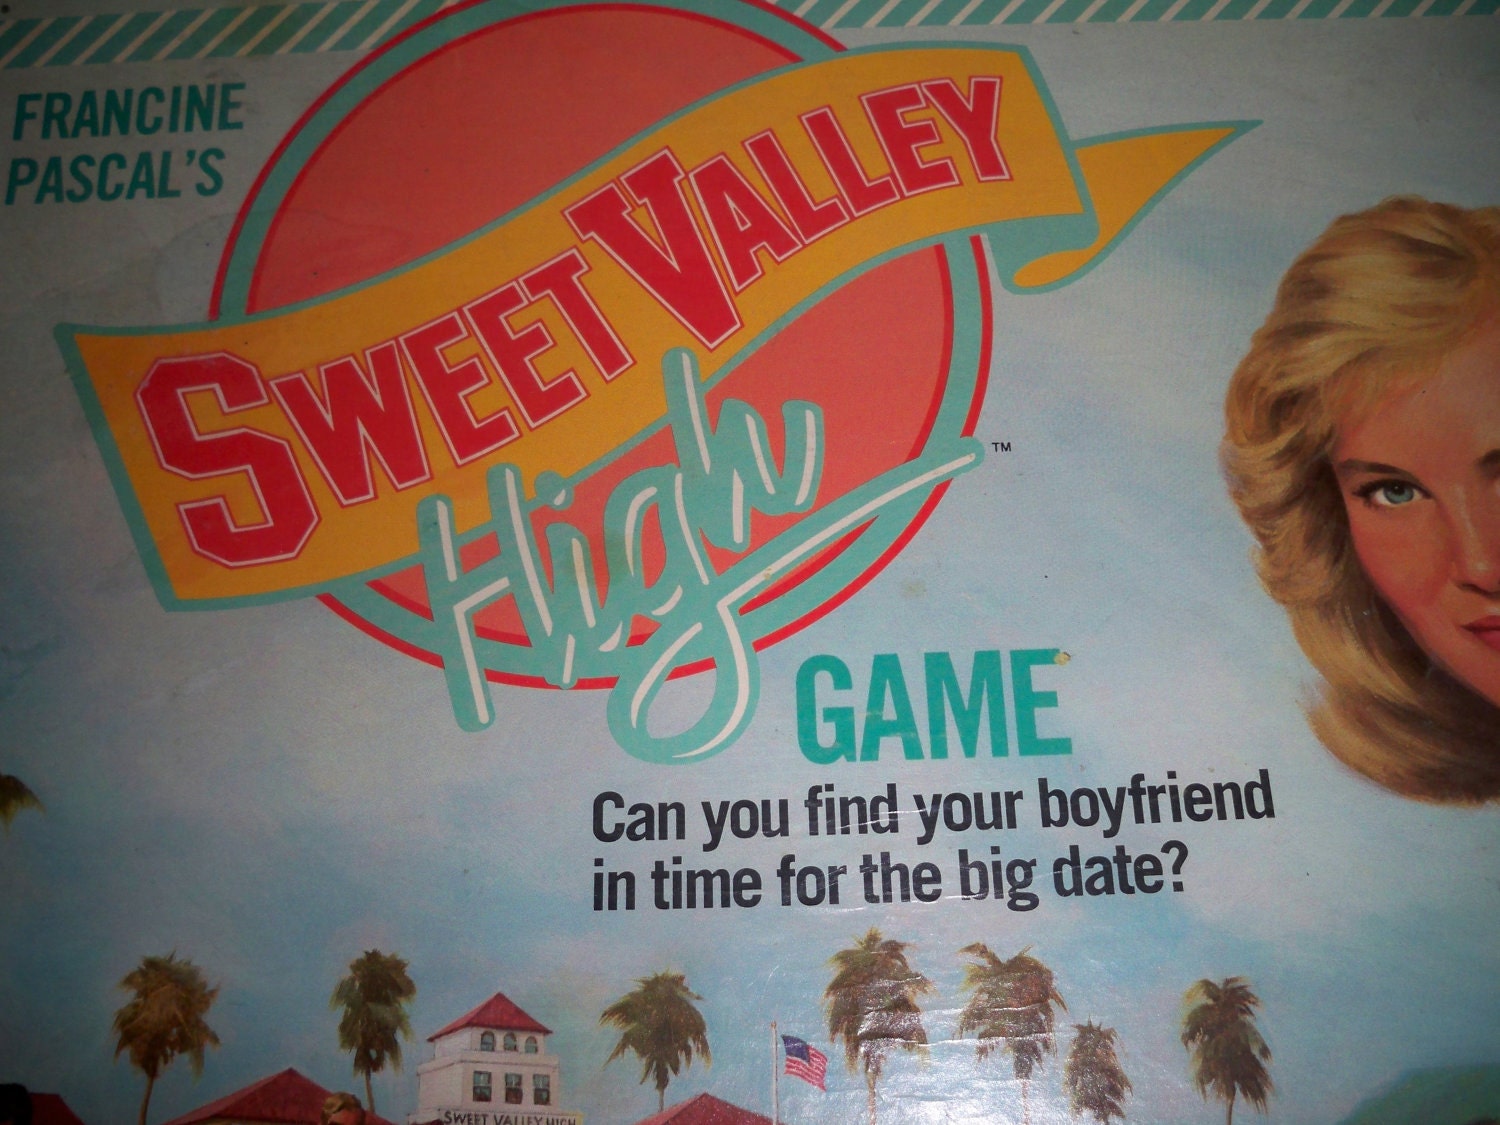 FRANCINE
PASCAL'S
SWEET VALLEY
High
TM
GAME
Can you find your boyfriend
in time for the big date?
SWEET VALLEY HIGH